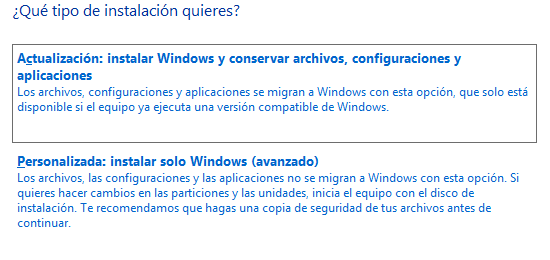 ¿Qué tipo de instalación quieres?
Actualización: instalar Windows y conservar archivos, configuraciones y
aplicaciones
Los archivos, configuraciones y aplicaciones se migran a Windows con esta opción, que solo está
disponible si el equipo ya ejecuta una versión compatible de Windows.
Personalizada: instalar solo Windows (avanzado)
Los archivos, las configuraciones y las aplicaciones no se migran a Windows con esta opción. Si
quieres hacer cambios en las particiones y las unidades, inicia el equipo con el disco de
instalación. Te recomendamos que hagas una copia de seguridad de tus archivos antes de
continuar.